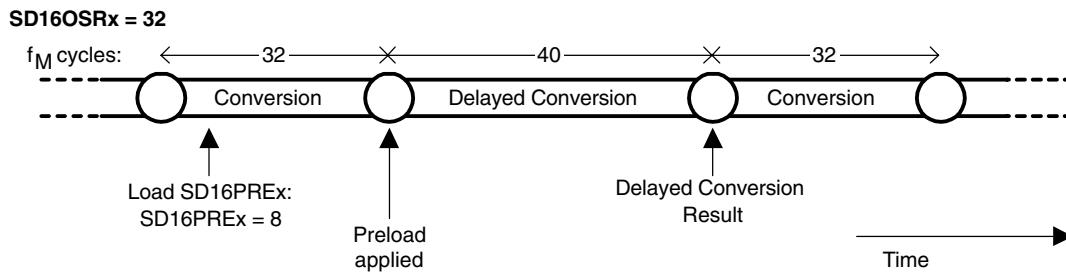 SD16OSRx = 32
fM cycles:
32
40
32
Conversion
Delayed Conversion
Conversion
Load SD16PREx:
SD16PREx = 8
Delayed Conversion
Result
Preload
applied
Time